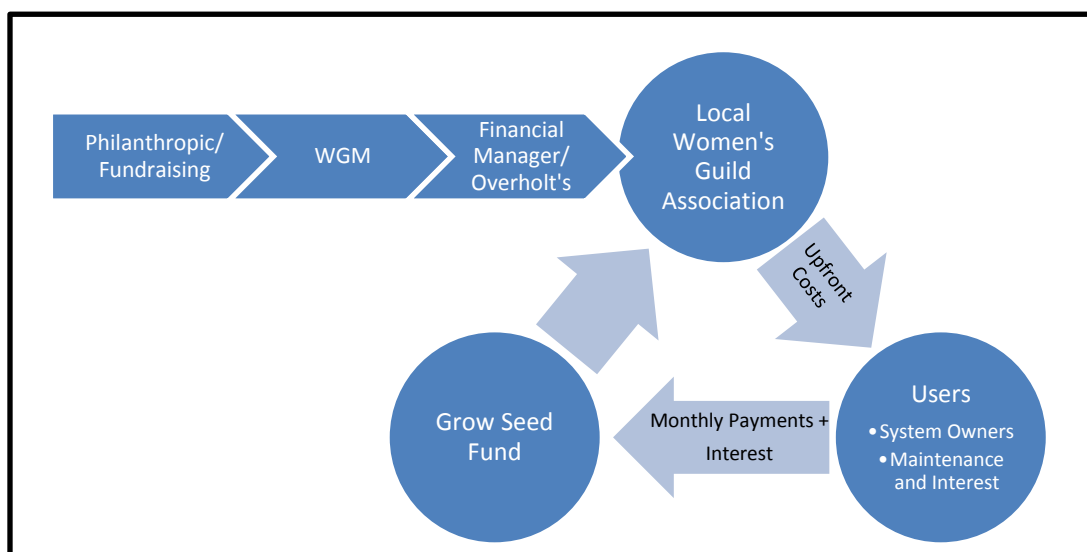 Philanthropic/
Fundraising
WGM
Financial
Manager/
Overholt's
Local
Women's
Guild
Association
Upfront
Costs
Users
•System Owners
•Maintenance
and Interest
Monthly Payments +
Interest
Grow Seed
Fund